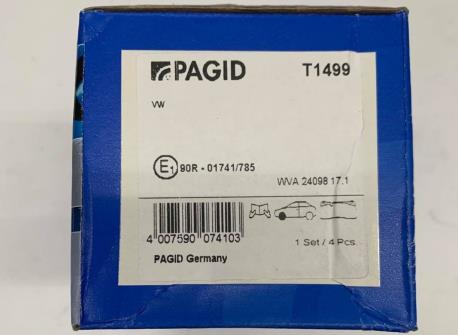 PAGID T1499
VW
E1 90R - 01741/785
WVA 24098 17.1
4 007590 074103
1 Set / 4 Pcs.
PAGID Germany